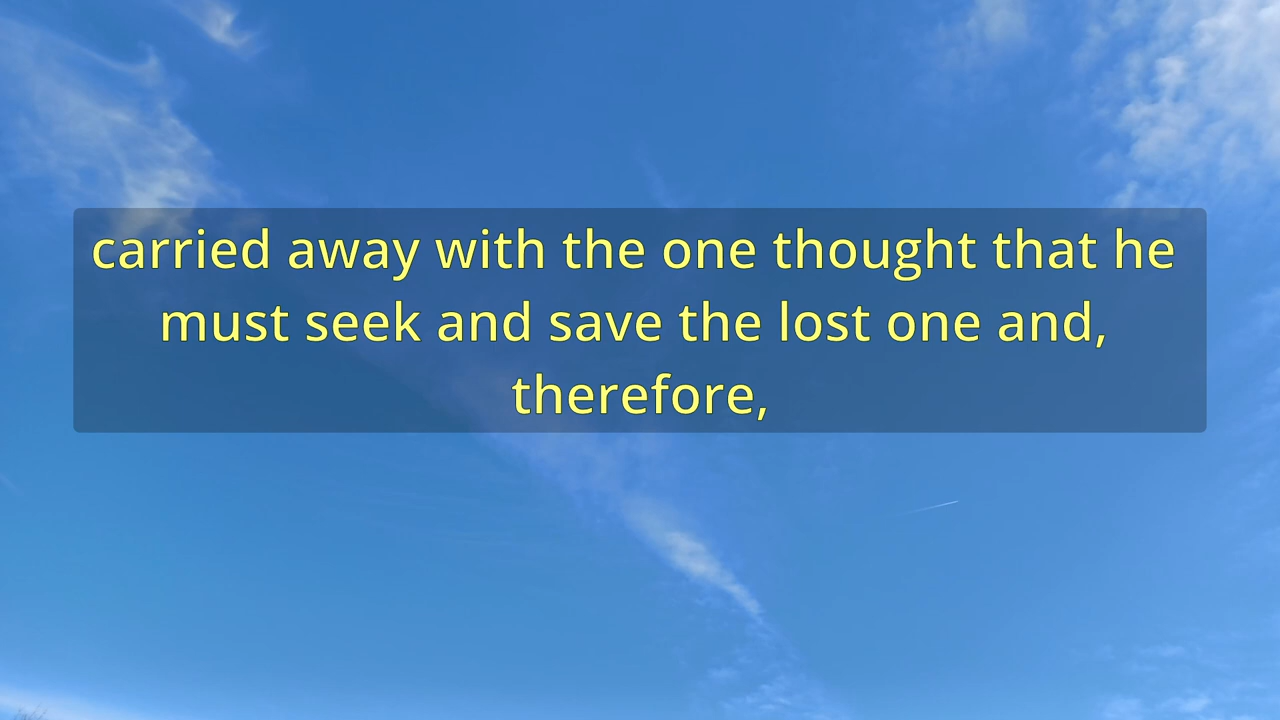 carried away with the one thought that he
must seek and save the lost one and,
therefore,